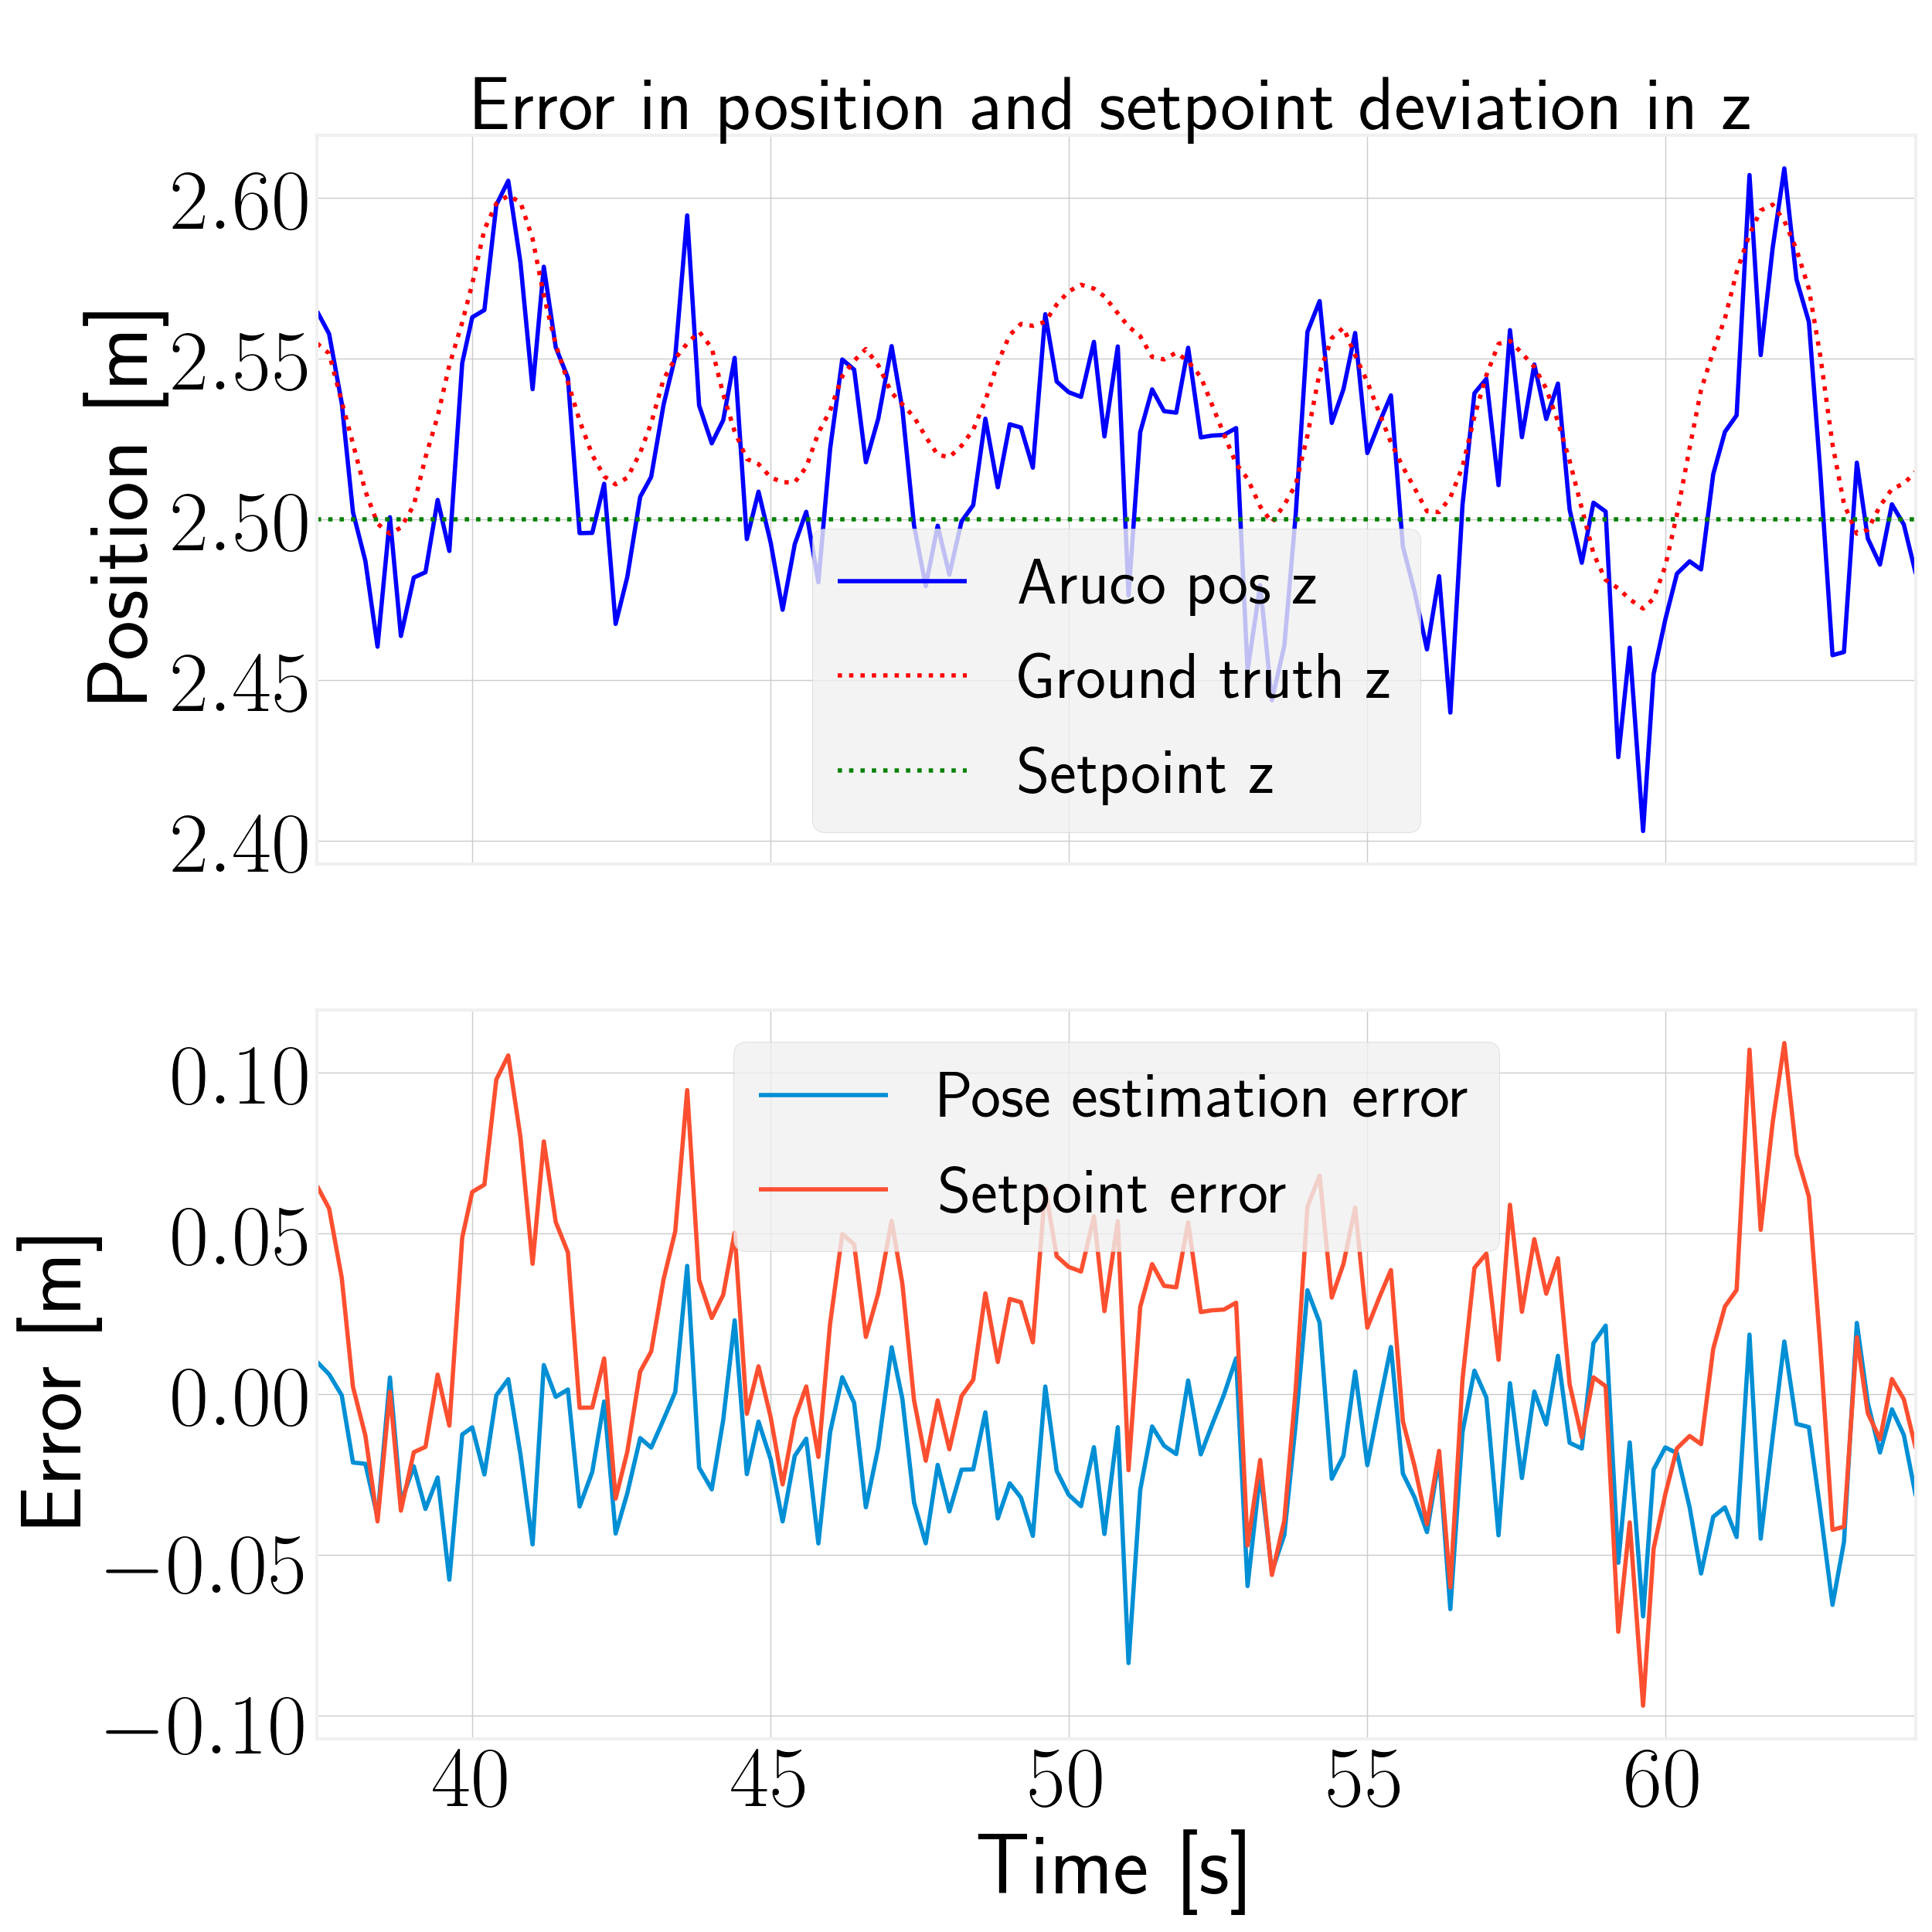 Error in position and setpoint deviation in z
Position [m]
2.60
2.55
2.50
2.45
2.40
Aruco pos z
Ground truth z
Setpoint z
Error [m]
0.10
0.05
0.00
−0.05
−0.10
Pose estimation error
Setpoint error
40 45 50 55 60
Time [s]